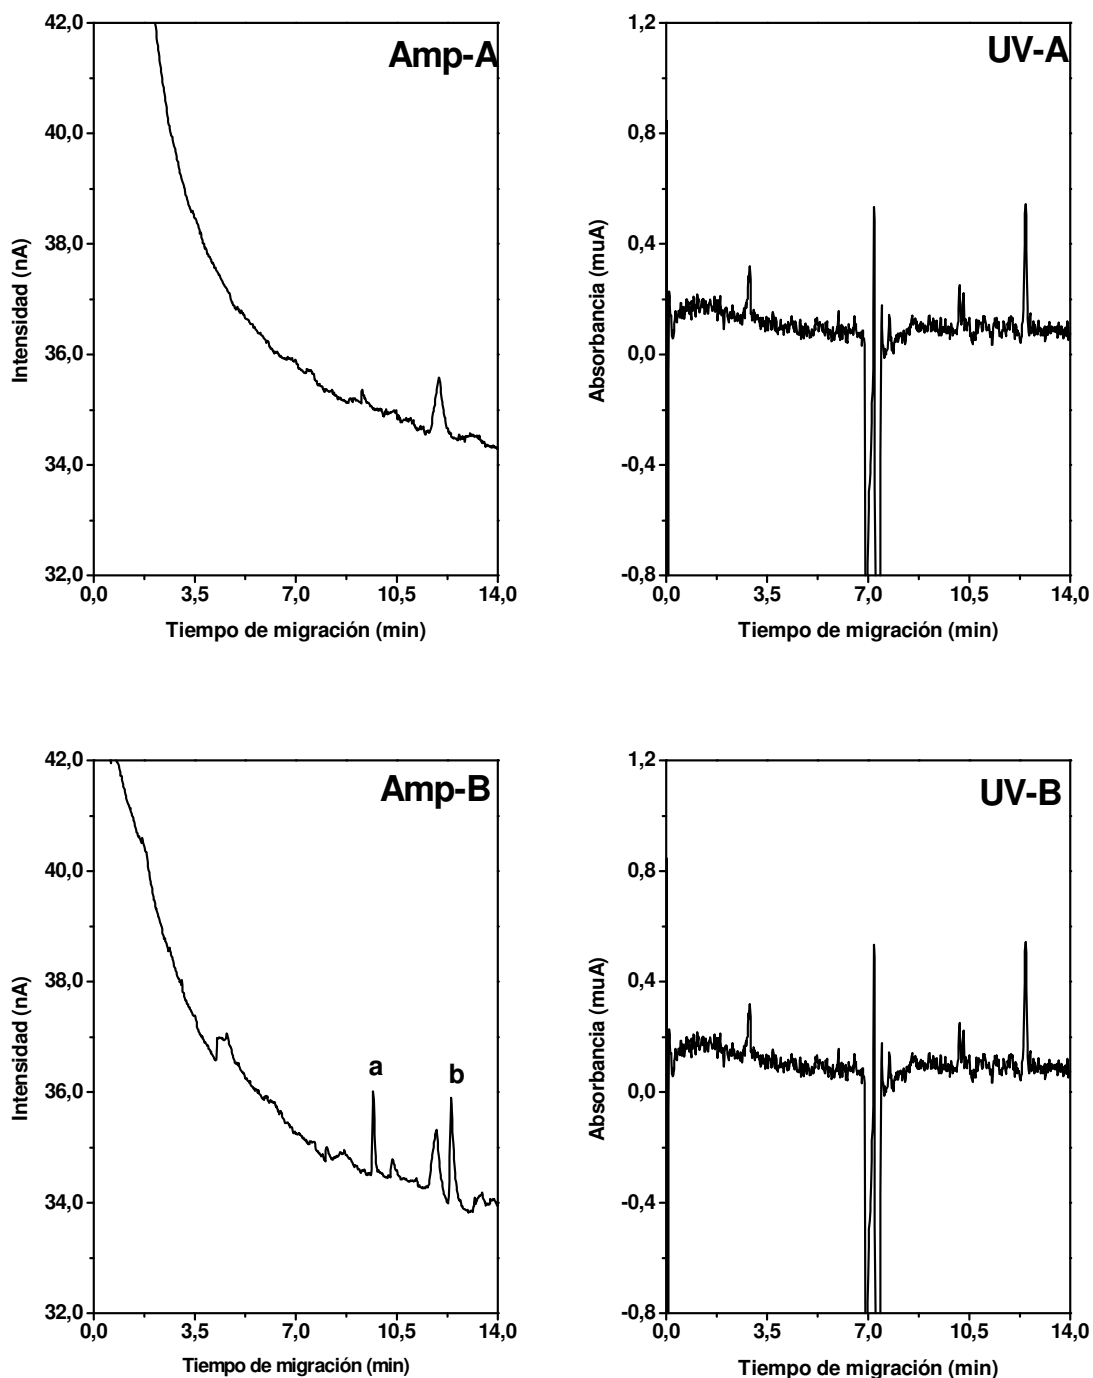 Amp-A
42,0
40,0
38,0
36,0
34,0
32,0
Intensidad (nA)
0,0 3,5 7,0 10,5 14,0
Tiempo de migración (min)
UV-A
1,2
0,8
0,4
0,0
-0,4
-0,8
Absorbancia (muA)
0,0 3,5 7,0 10,5 14,0
Tiempo de migración (min)
Amp-B
42,0
40,0
38,0
36,0
34,0
32,0
Intensidad (nA)
a
b
0,0 3,5 7,0 10,5 14,0
Tiempo de migración (min)
UV-B
1,2
0,8
0,4
0,0
-0,4
-0,8
Absorbancia (muA)
0,0 3,5 7,0 10,5 14,0
Tiempo de migración (min)